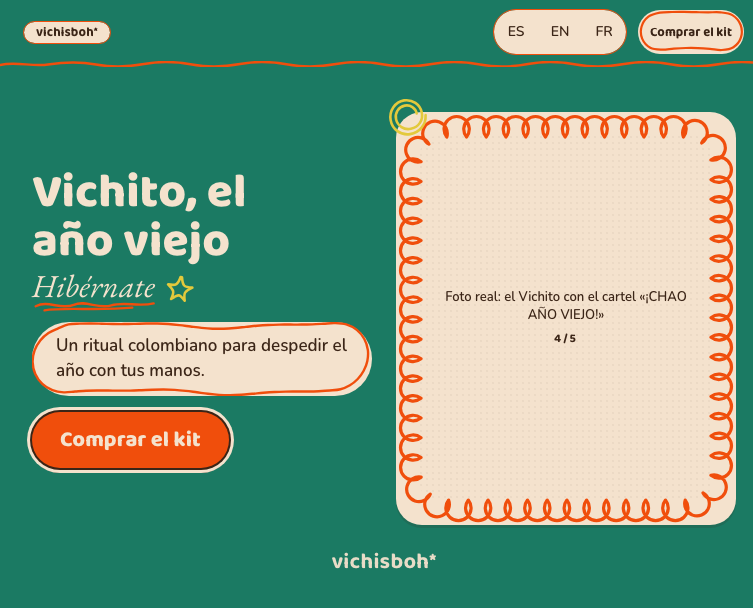 vichisboh*
ES EN FR
Comprar el kit
Vichito, el
año viejo
Hibérnate
Un ritual colombiano para despedir el
año con tus manos.
Comprar el kit
Foto real: el Vichito con el cartel «¡CHAO
AÑO VIEJO!»
4 / 5
vichisboh*